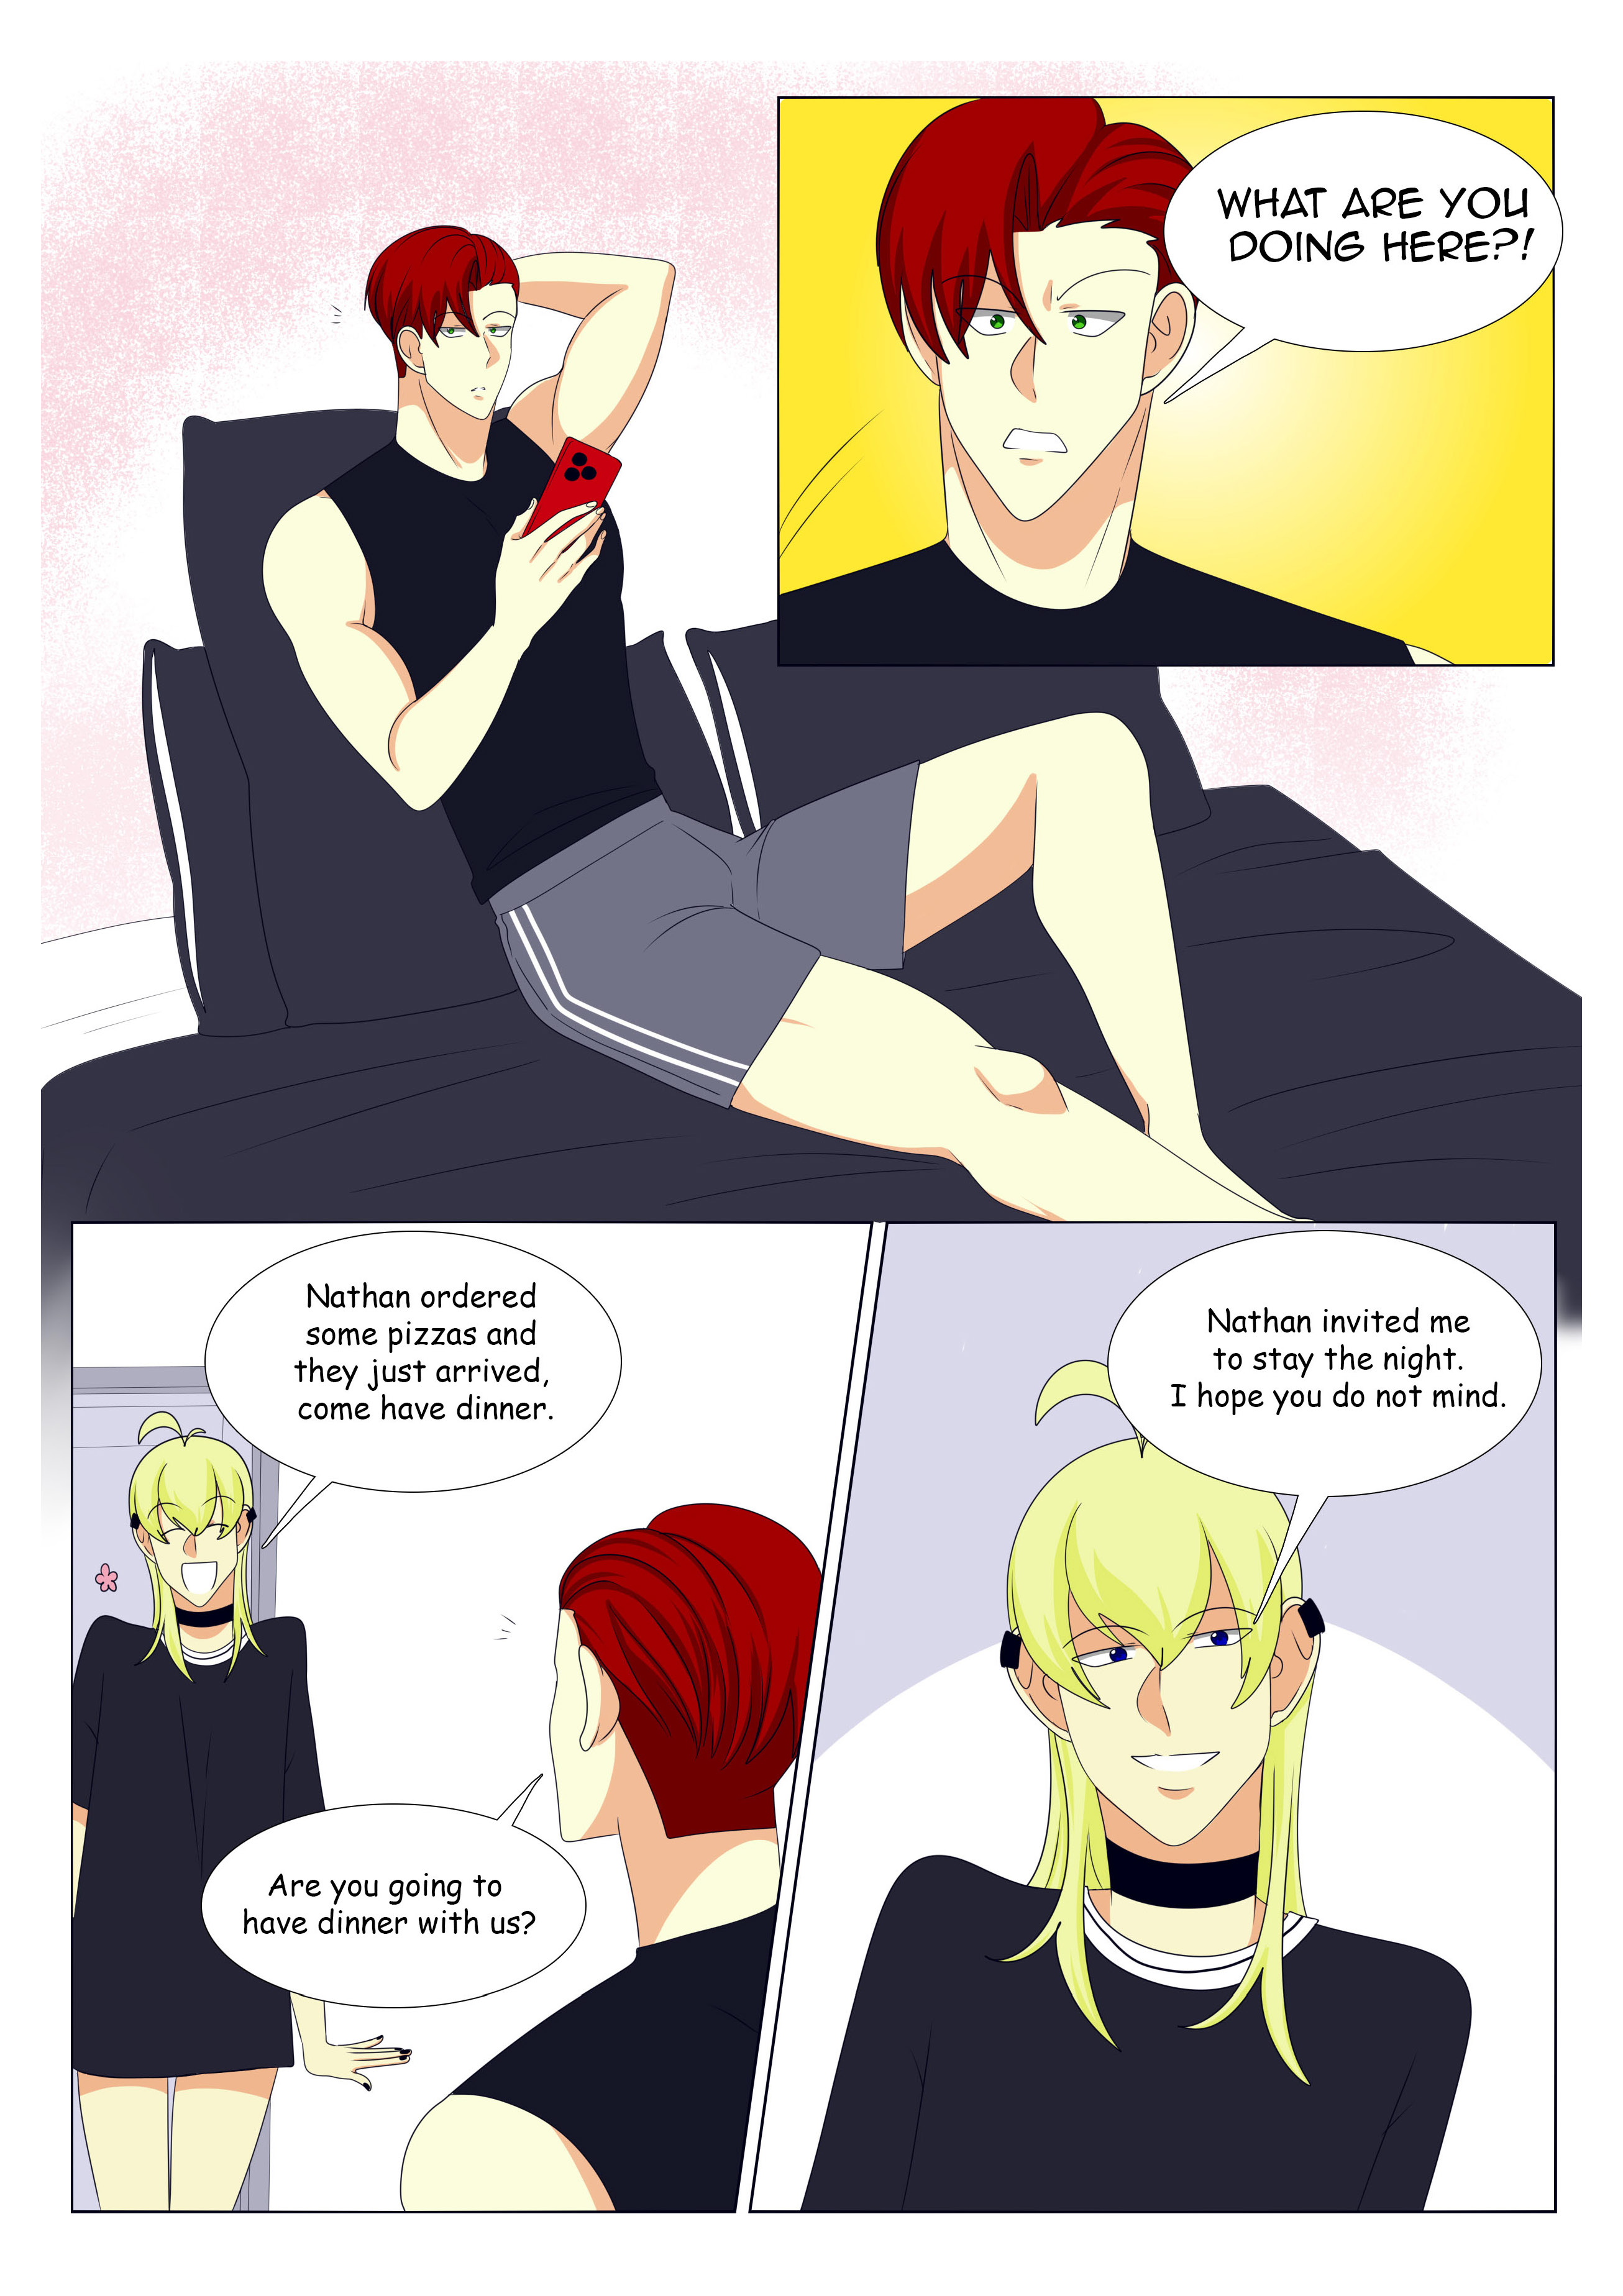 WHAT ARE YOU
DOING HERE?!
Nathan ordered
some pizzas and
they just arrived,
come have dinner.
Are you going to
have dinner with us?
Nathan invited me
to stay the night.
I hope you do not mind.